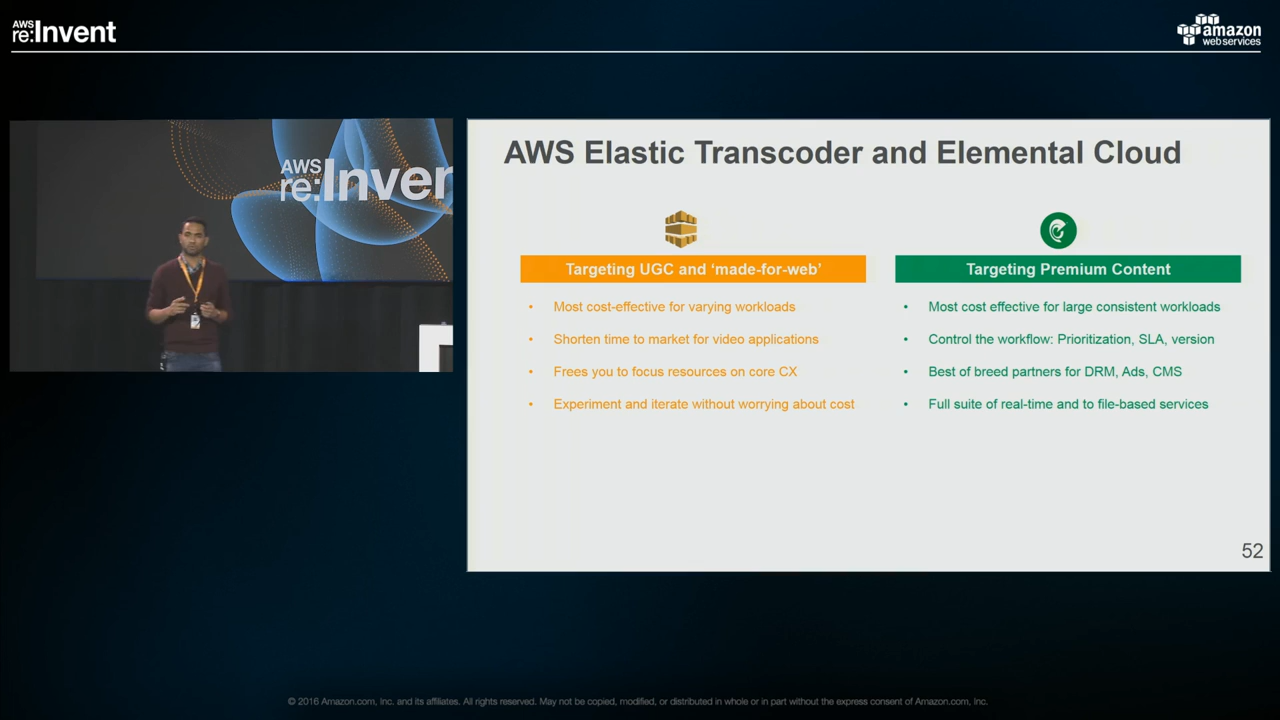 AWS
re:Invent
amazon
web services
AWS
re:Inven
AWS Elastic Transcoder and Elemental Cloud
Targeting UGC and ‘made-for-web’
• Most cost-effective for varying workloads
• Shorten time to market for video applications
• Frees you to focus resources on core CX
• Experiment and iterate without worrying about cost
Targeting Premium Content
• Most cost effective for large consistent workloads
• Control the workflow: Prioritization, SLA, version
• Best of breed partners for DRM, Ads, CMS
• Full suite of real-time and to file-based services
52
© 2016 Amazon.com, Inc. and its affiliates. All rights reserved. May not be copied, modified, or distributed in whole or in part without the express consent of Amazon.com, Inc.